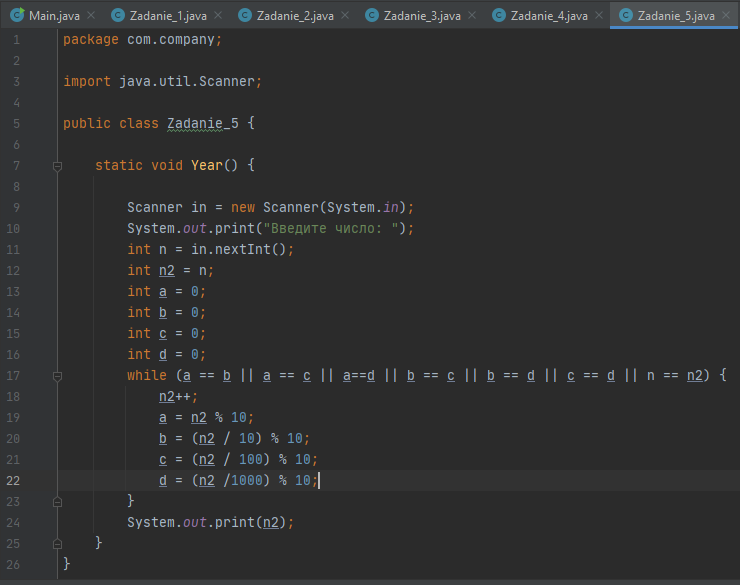 Main.java Zadanie_1.java Zadanie_2.java Zadanie_3.java Zadanie_4.java Zadanie_5.java
1 package com.company;
2
3 import java.util.Scanner;
4
5 public class Zadanie_5 {
6
7 static void Year() {
8
9 Scanner in = new Scanner(System.in);
10 System.out.print("Введите число: ");
11 int n = in.nextInt();
12 int n2 = n;
13 int a = 0;
14 int b = 0;
15 int c = 0;
16 int d = 0;
17 while (a == b || a == c || a==d || b == c || b == d || c == d || n == n2) {
18 n2++;
19 a = n2 % 10;
20 b = (n2 / 10) % 10;
21 c = (n2 / 100) % 10;
22 d = (n2 /1000) % 10;
23 }
24 System.out.print(n2);
25 }
26 }